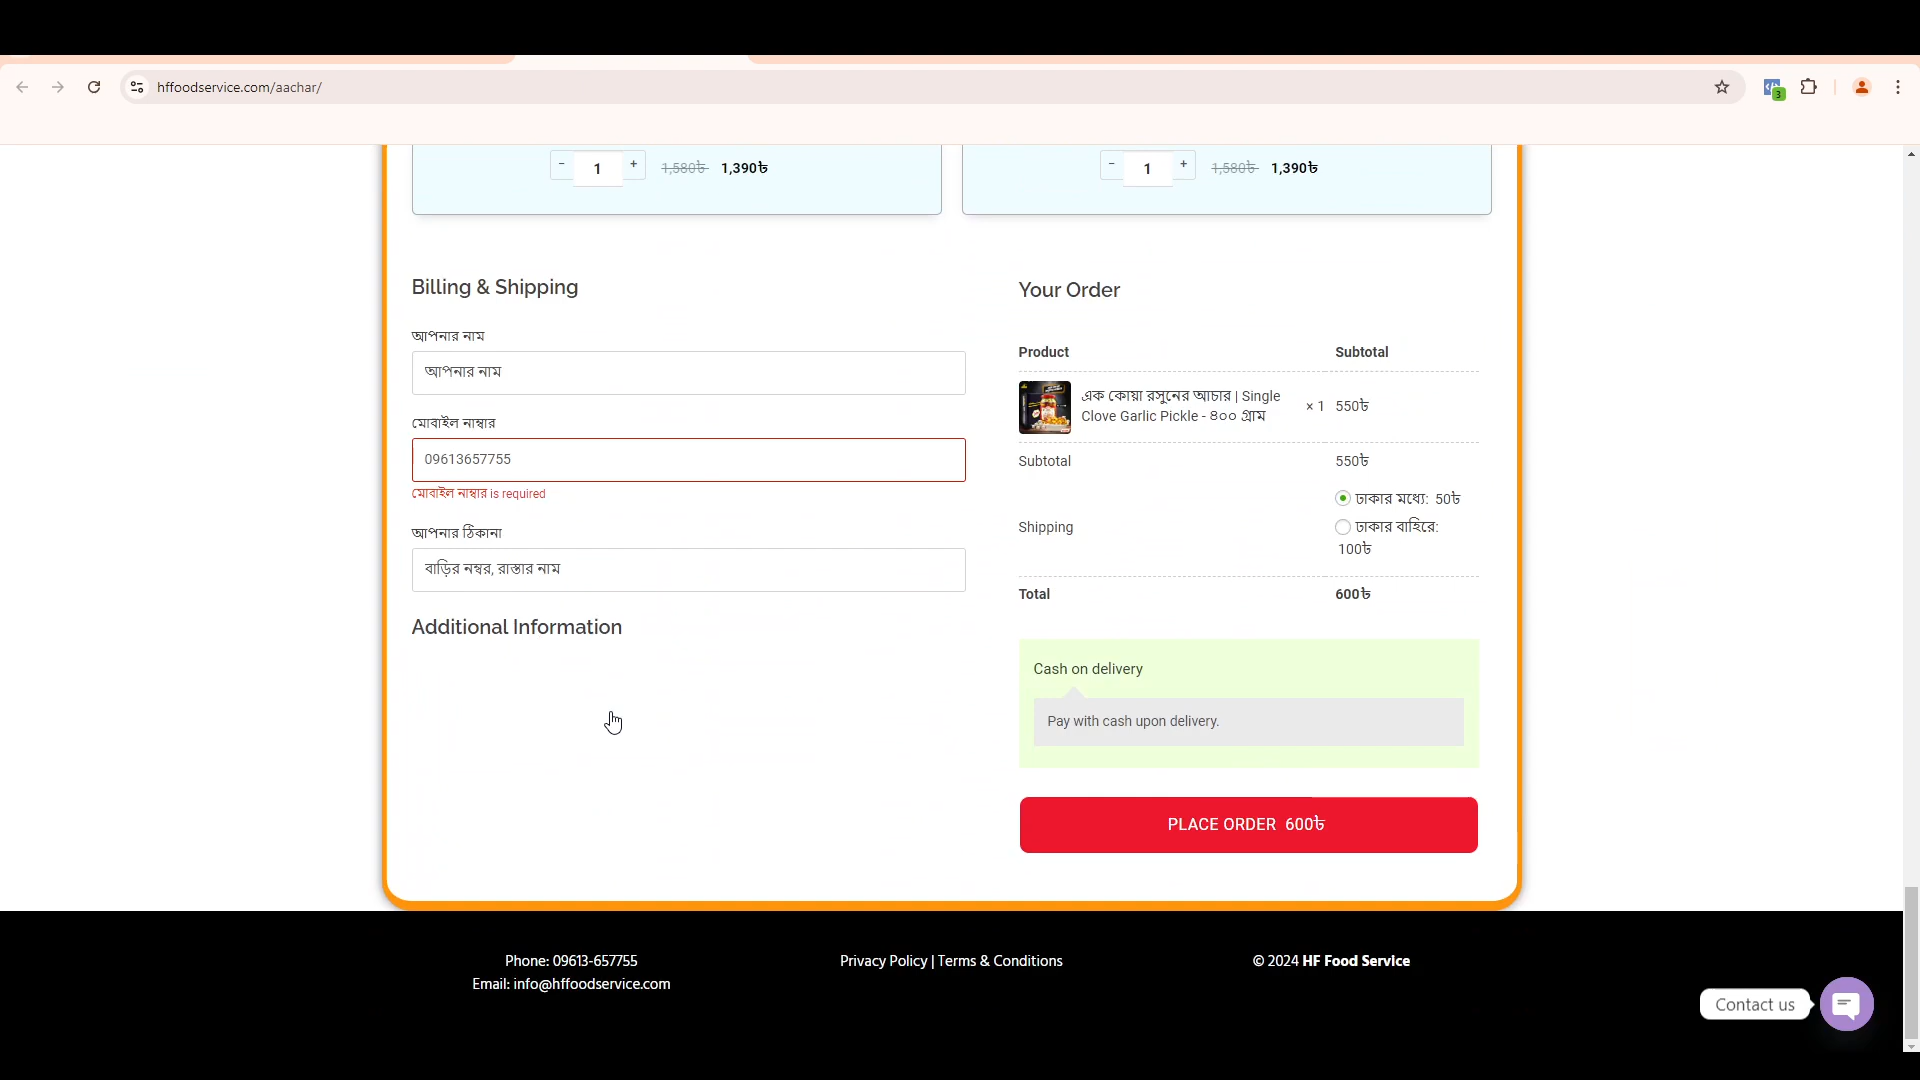 hffoodservice.com/aachar/
3
- 1 + 1,580৳ 1,390৳
- 1 + 1,580৳ 1,390৳
Billing & Shipping
আপনার নাম
আপনার নাম
মোবাইল নাম্বার
09613657755
মোবাইল নাম্বার is required
আপনার ঠিকানা
বাড়ির নম্বর, রাস্তার নাম
Additional Information
Your Order
Product Subtotal
এক কোয়া রসুনের আচার | Single
Clove Garlic Pickle - ৪০০ গ্রাম
× 1 550৳
Subtotal 550৳
Shipping
ঢাকার মধ্যে: 50৳
ঢাকার বাহিরে:
100৳
Total 600৳
Cash on delivery
Pay with cash upon delivery.
PLACE ORDER 600৳
Phone: 09613-657755
Email: info@hffoodservice.com
Privacy Policy | Terms & Conditions
© 2024 HF Food Service
Contact us